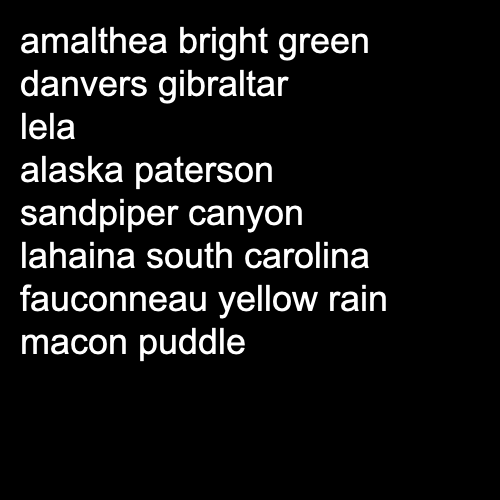 amalthea bright green
danvers gibraltar
lela
alaska paterson
sandpiper canyon
lahaina south carolina
fauconneau yellow rain
macon puddle